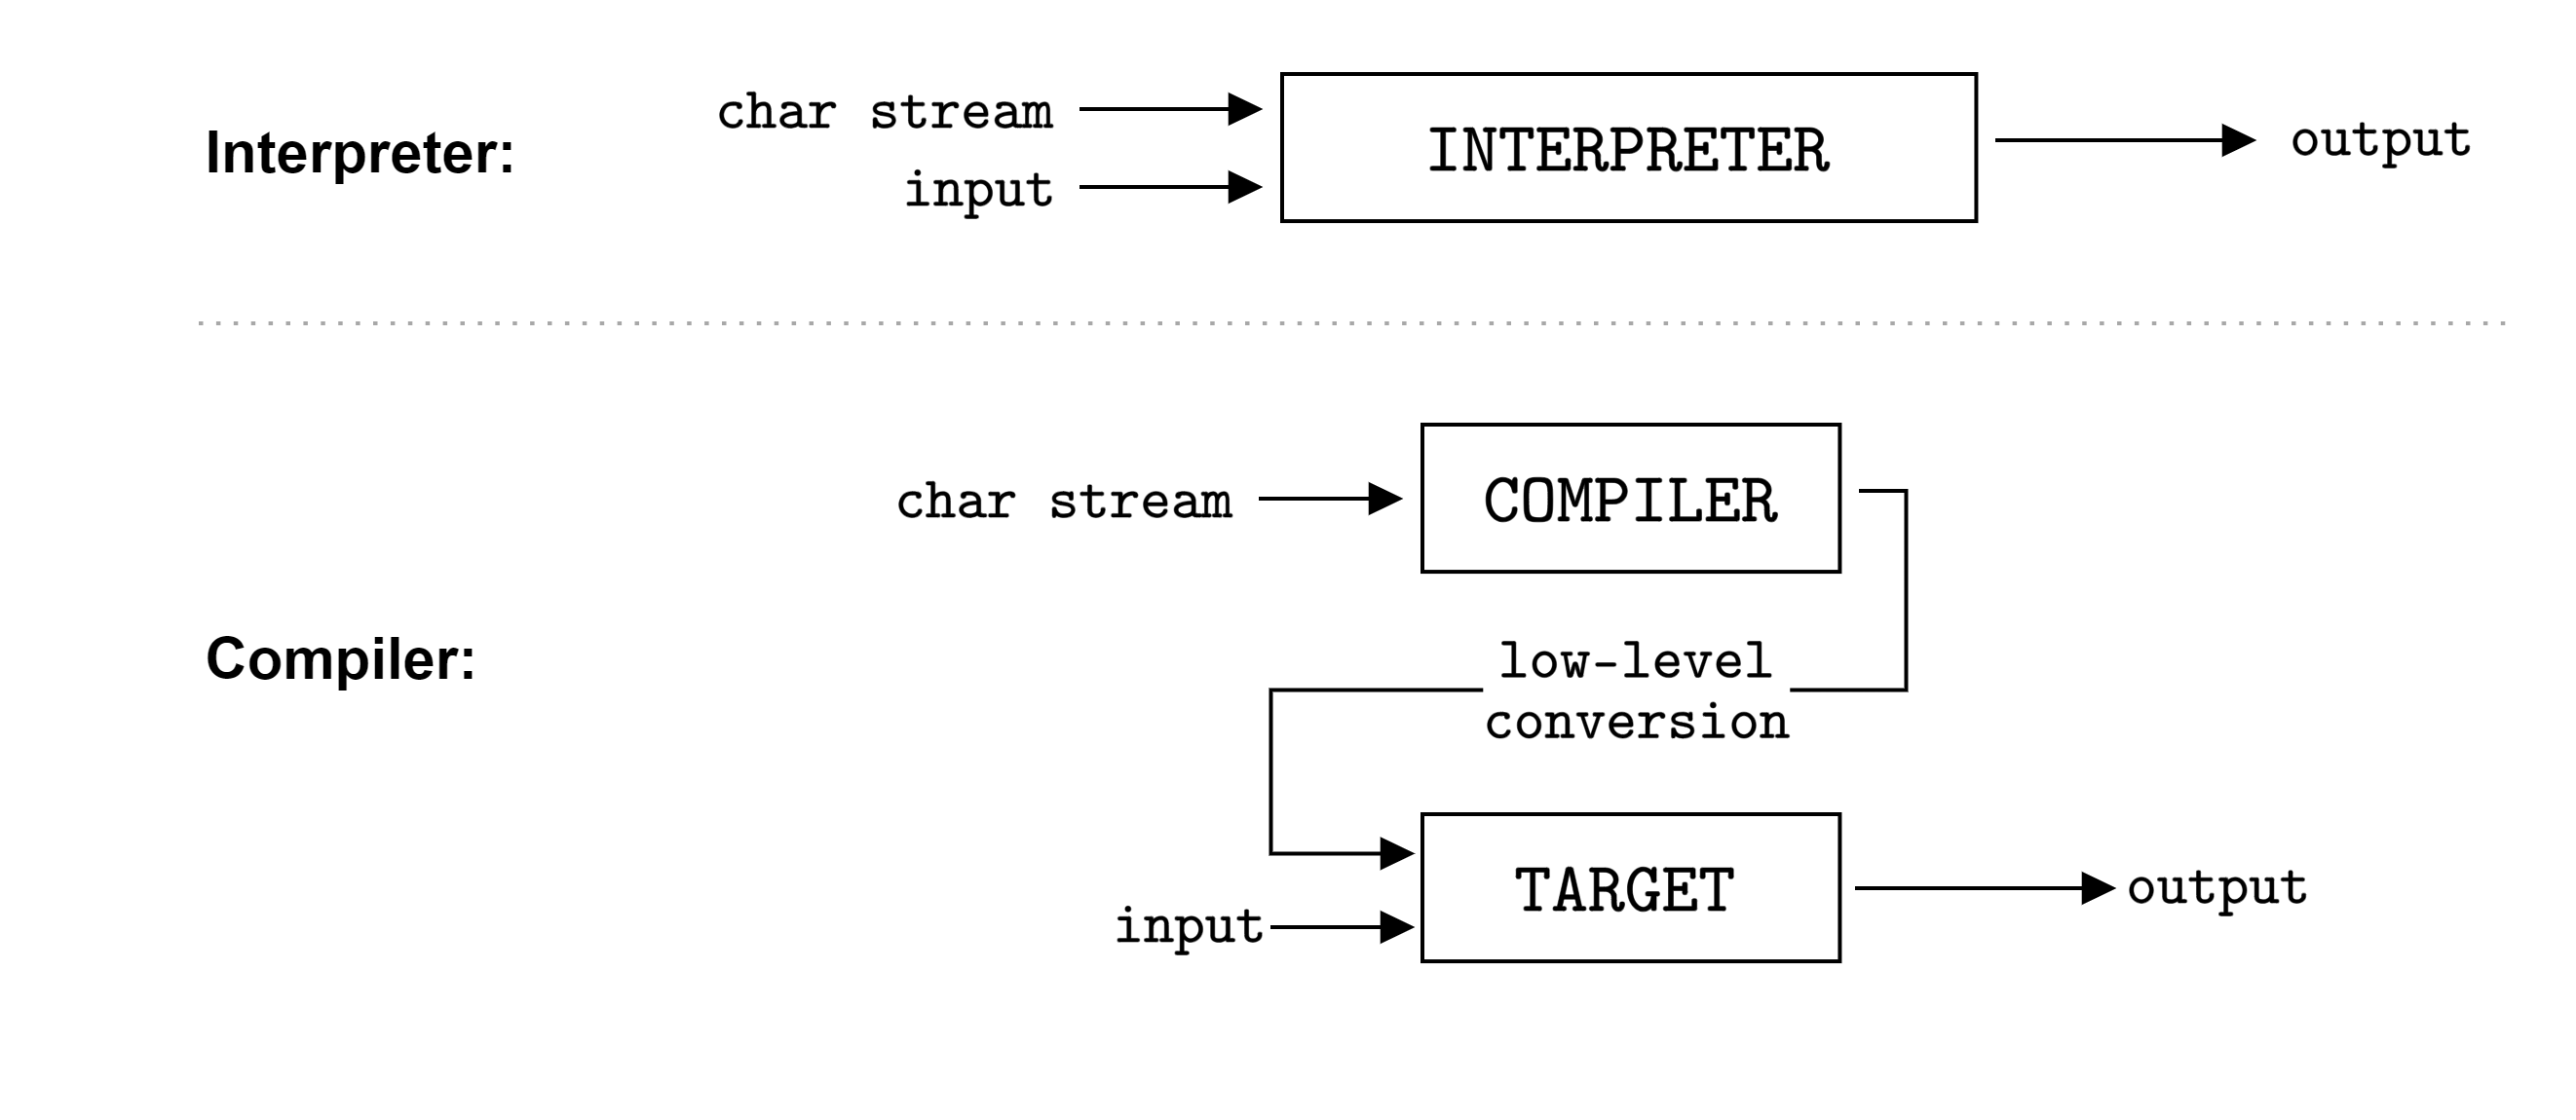 Interpreter:
char stream
input
INTERPRETER
output
Compiler:
char stream
COMPILER
low-level
conversion
input
TARGET
output